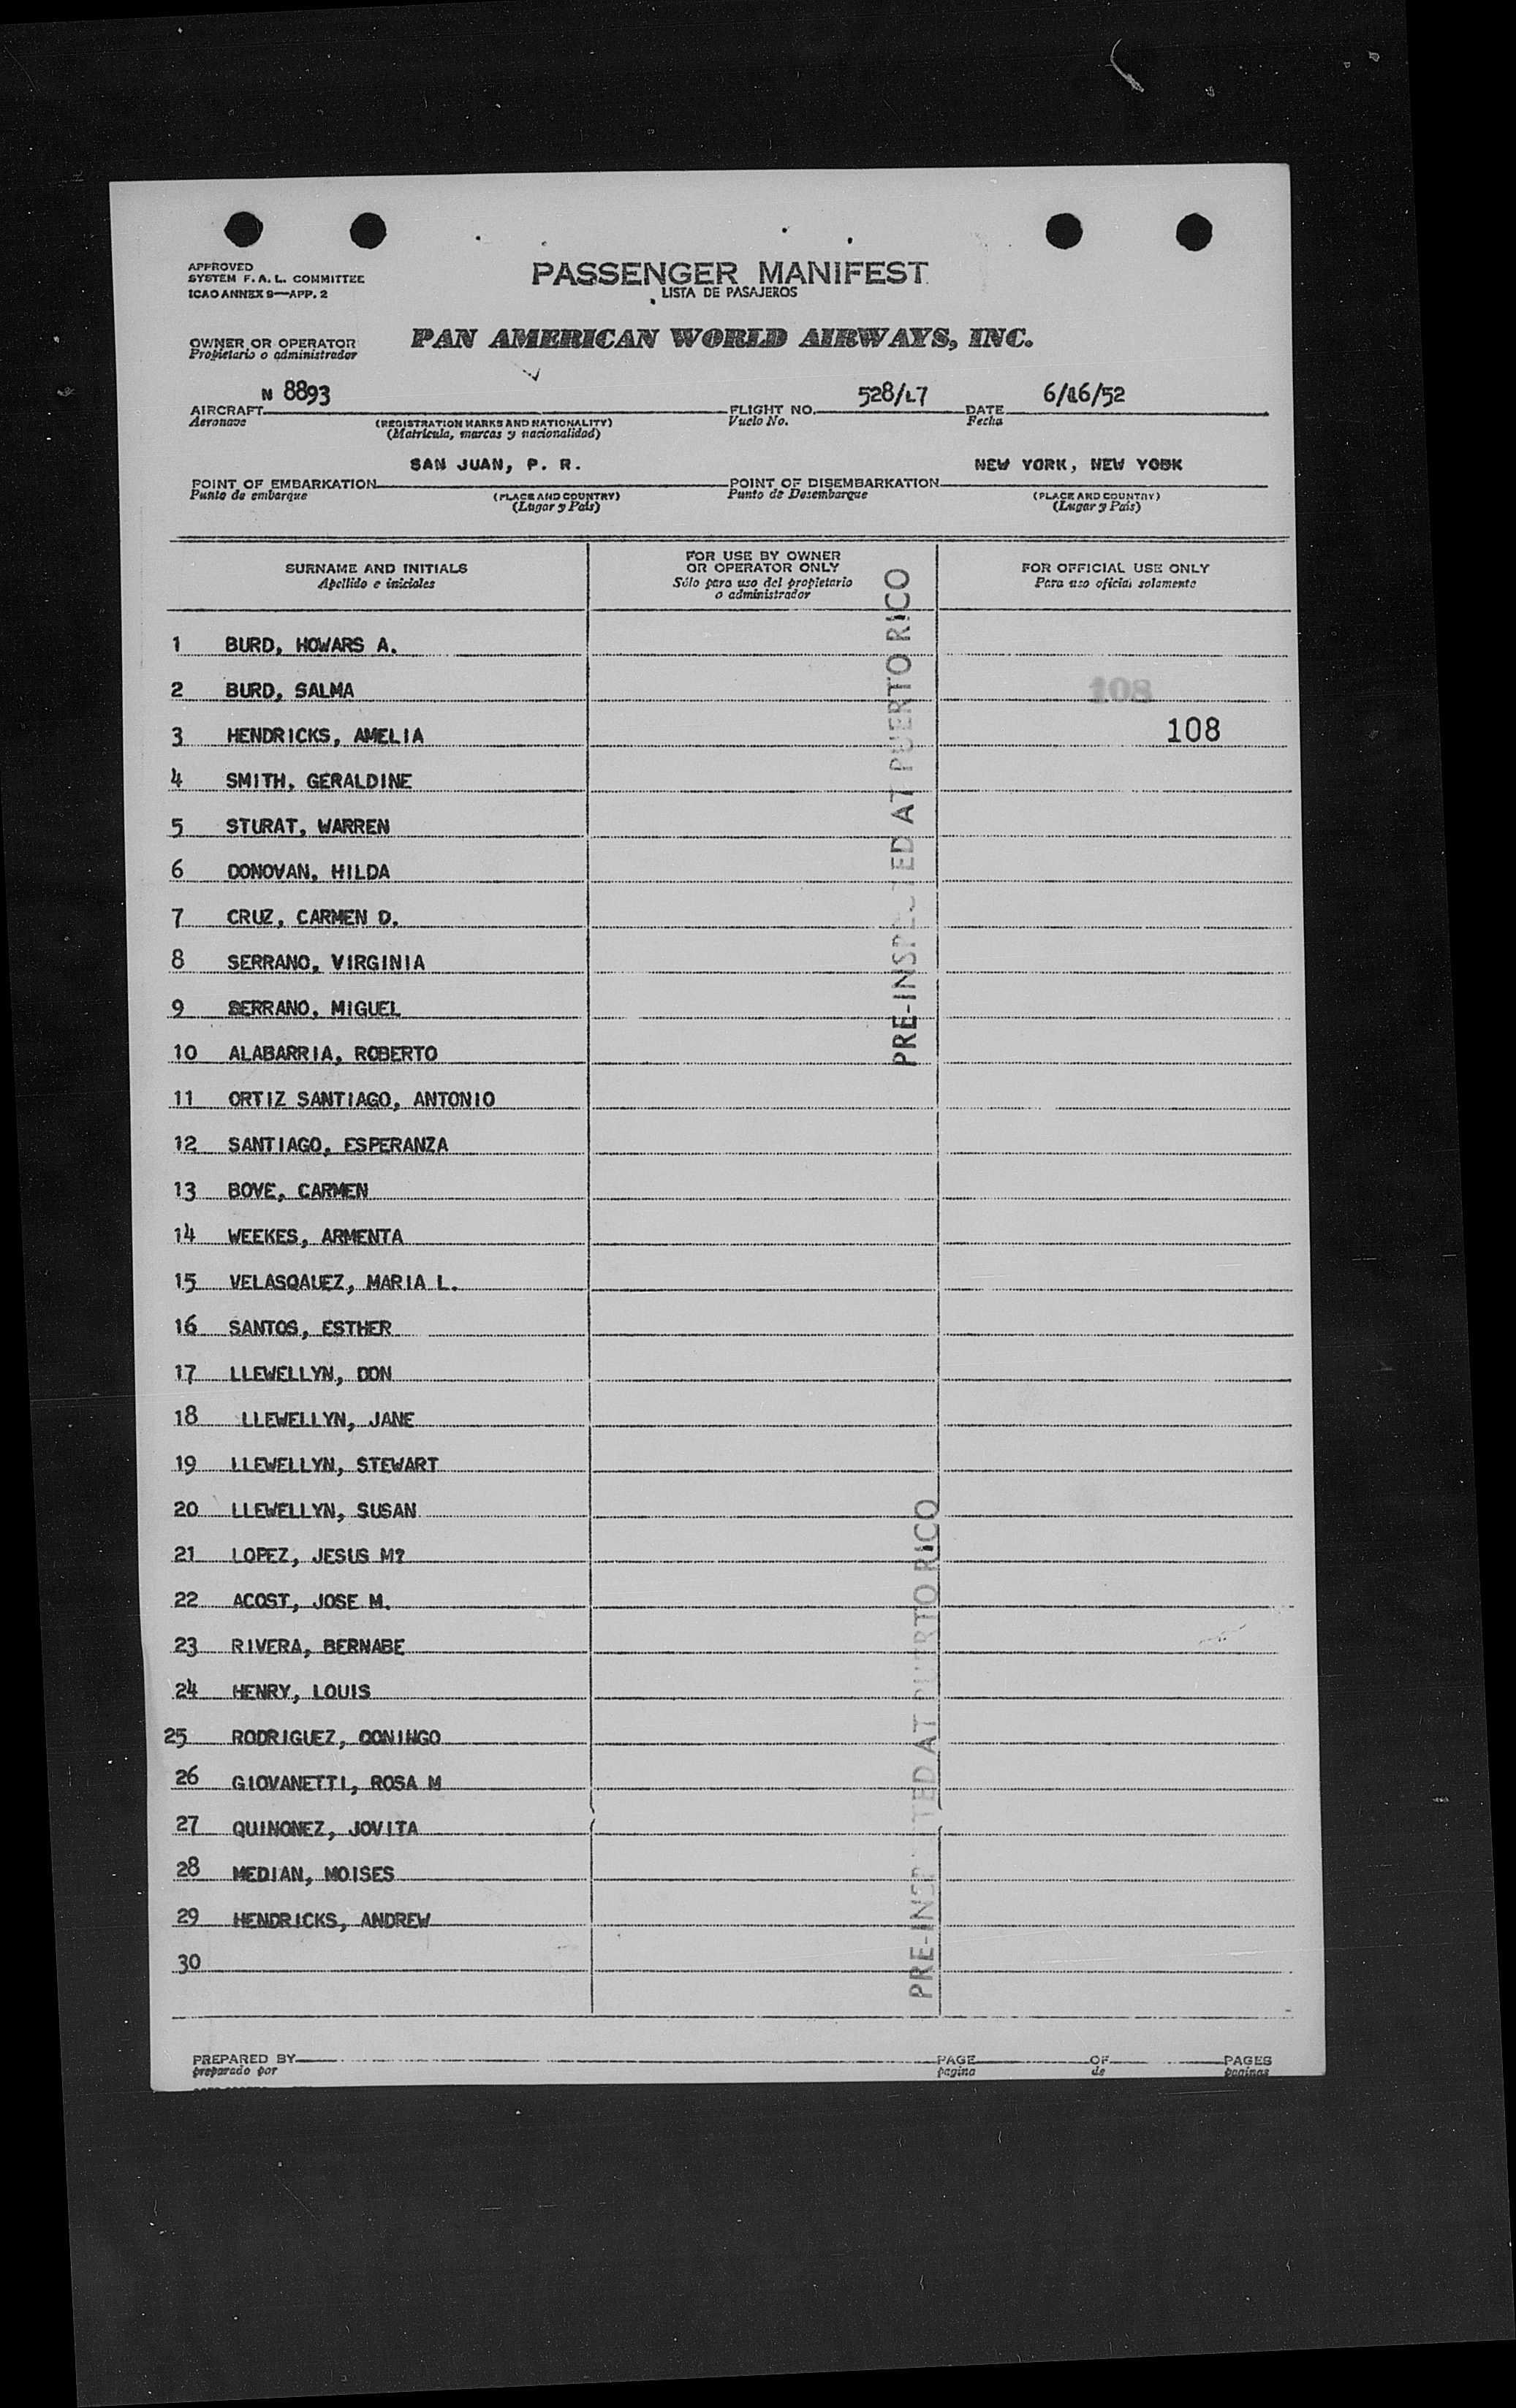 APPROVED
SYSTEM F. A. L. COMMITTEE
ICAO ANNEX 9—APP. 2
PASSENGER MANIFEST
LISTA DE PASAJEROS
OWNER OR OPERATOR
Propietario o administrador
PAN AMERICAN WORLD AIRWAYS, INC.
N 8893 528/L7 6/16/52
AIRCRAFT FLIGHT NO. DATE
Aeronave (REGISTRATION MARKS AND NATIONALITY) Vuelo No. Fecha
(Matrícula, marcas y nacionalidad)
SAN JUAN, P. R. NEW YORK, NEW YORK
POINT OF EMBARKATION POINT OF DISEMBARKATION
Punto de embarque (PLACE AND COUNTRY) Punto de Desembarque (PLACE AND COUNTRY)
(Lugar y País) (Lugar y País)
SURNAME AND INITIALS
Apellido e iniciales
FOR USE BY OWNER
OR OPERATOR ONLY
Sólo para uso del propietario
o administrador
FOR OFFICIAL USE ONLY
Para uso oficial solamente
1 BURD, HOWARS A.
2 BURD, SALMA 108
3 HENDRICKS, AMELIA 108
4 SMITH, GERALDINE
5 STURAT, WARREN
6 DONOVAN, HILDA
7 CRUZ, CARMEN D.
8 SERRANO, VIRGINIA
9 SERRANO, MIGUEL
10 ALABARRIA, ROBERTO
11 ORTIZ SANTIAGO, ANTONIO
12 SANTIAGO, ESPERANZA
13 BOVE, CARMEN
14 WEEKES, ARMENTA
15 VELASQAUEZ, MARIA L.
16 SANTOS, ESTHER
17 LLEWELLYN, DON
18 LLEWELLYN, JANE
19 LLEWELLYN, STEWART
20 LLEWELLYN, SUSAN
21 LOPEZ, JESUS M?
22 ACOST, JOSE M.
23 RIVERA, BERNABE
24 HENRY, LOUIS
25 RODRIGUEZ, DONINGO
26 GIOVANETTI, ROSA M
27 QUINONEZ, JOVITA
28 MEDIAN, MOISES
29 HENDRICKS, ANDREW
30
PRE-INSPECTED AT PUERTO RICO
PRE-INSPECTED AT PUERTO RICO
PREPARED BY PAGE OF PAGES
preparado por pagina de paginas